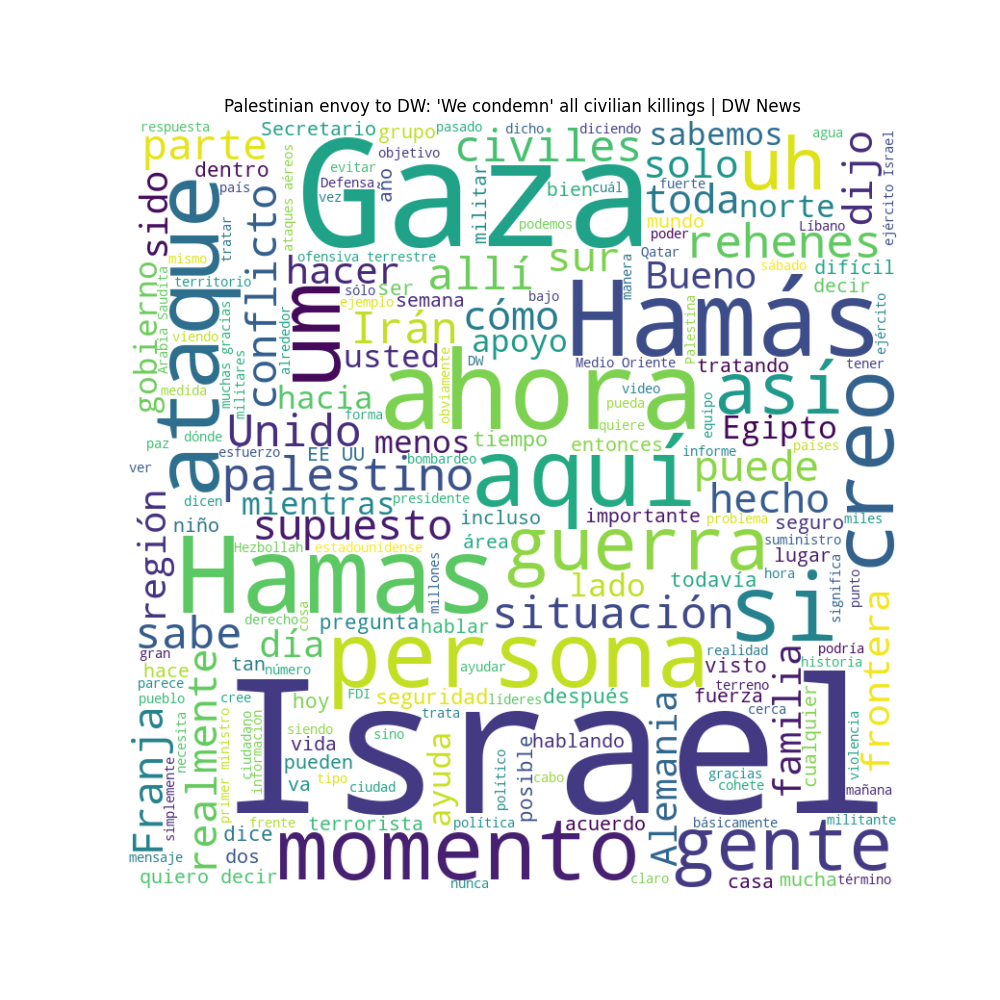 Palestinian envoy to DW: 'We condemn' all civilian killings | DW News
respuesta
Secretario
grupo
pasado
dicho
diciendo
sabemos
agua
parte
dentro
país
ataques aéreos
evitar
Defensa
vez
objetivo
año
Gaza
militar
civiles
bien
cuál
podemos
solo
fuerte
toda
uh
norte
mundo
poder
Líbano
dijo
ejército Israel
sido
ataque
tratar
conflicto
mismo
territorio
gobierno
Arabia Saudita
viendo
medida
muchas gracias
militares
alrededor
ofensiva terrestre
hacer
um
sólo
ser
ejemplo
semana
allí
sur
bajo
manera
Qatar
rehenes
Bueno
sábado
difícil
decir
Irán
cómo
apoyo
Hamás
Palestina
ejército
usted
obviamente
DW
Medio Oriente
tratando
tener
hacia
forma
ahora
video
pueda
quiere
equipo
así
creo
paz
dónde
esfuerzo
Unido
EE UU
menos
tiempo
entonces
informe
Egipto
países
ver
dicen
palestino
bombardeo
aquí
puede
mientras
presidente
hecho
región
niño
supuesto
incluso
importante
problema
seguro
miles
Hezbollah
estadounidense
área
guerra
suministro
lugar
Hamas
millones
lado
todavía
hora
significa
punto
sabe
derecho
cosa
pregunta
hablar
situación
si
frontera
gran
día
persona
realidad
podría
hace
tan
número
ayudar
visto
historia
parece
pueblo
cree
hoy
FDI
seguridad
líderes
después
fuerza
terreno
familia
Franja
necesita
realmente
primer ministro
ciudadano
información
siendo
trata
sino
cerca
cualquier
violencia
vida
pueden
va
tipo
ciudad
Israel
ayuda
político
posible
hablando
cabo
Alemania
gracias
cohete
mañana
simplemente
frente
dice
terrorista
política
acuerdo
básicamente
militante
mensaje
dos
momento
gente
quiero decir
nunca
claro
casa
mucha
término